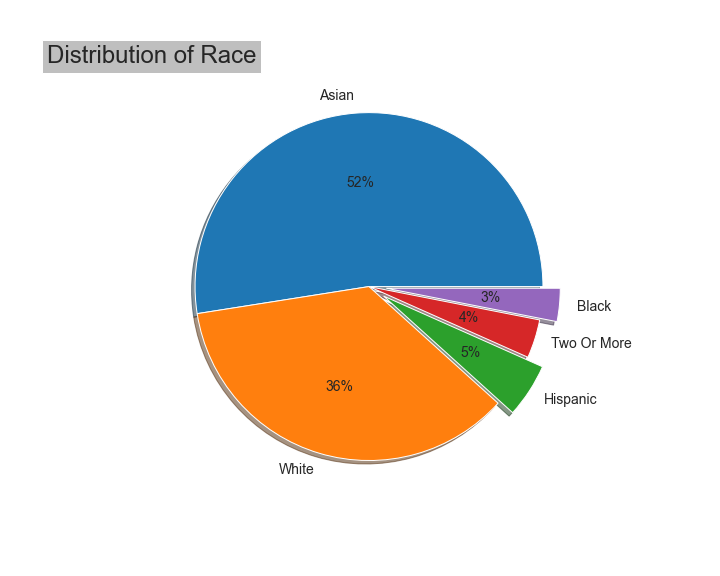 Distribution of Race
Asian
52%
3%
Black
4%
Two Or More
5%
36%
Hispanic
White